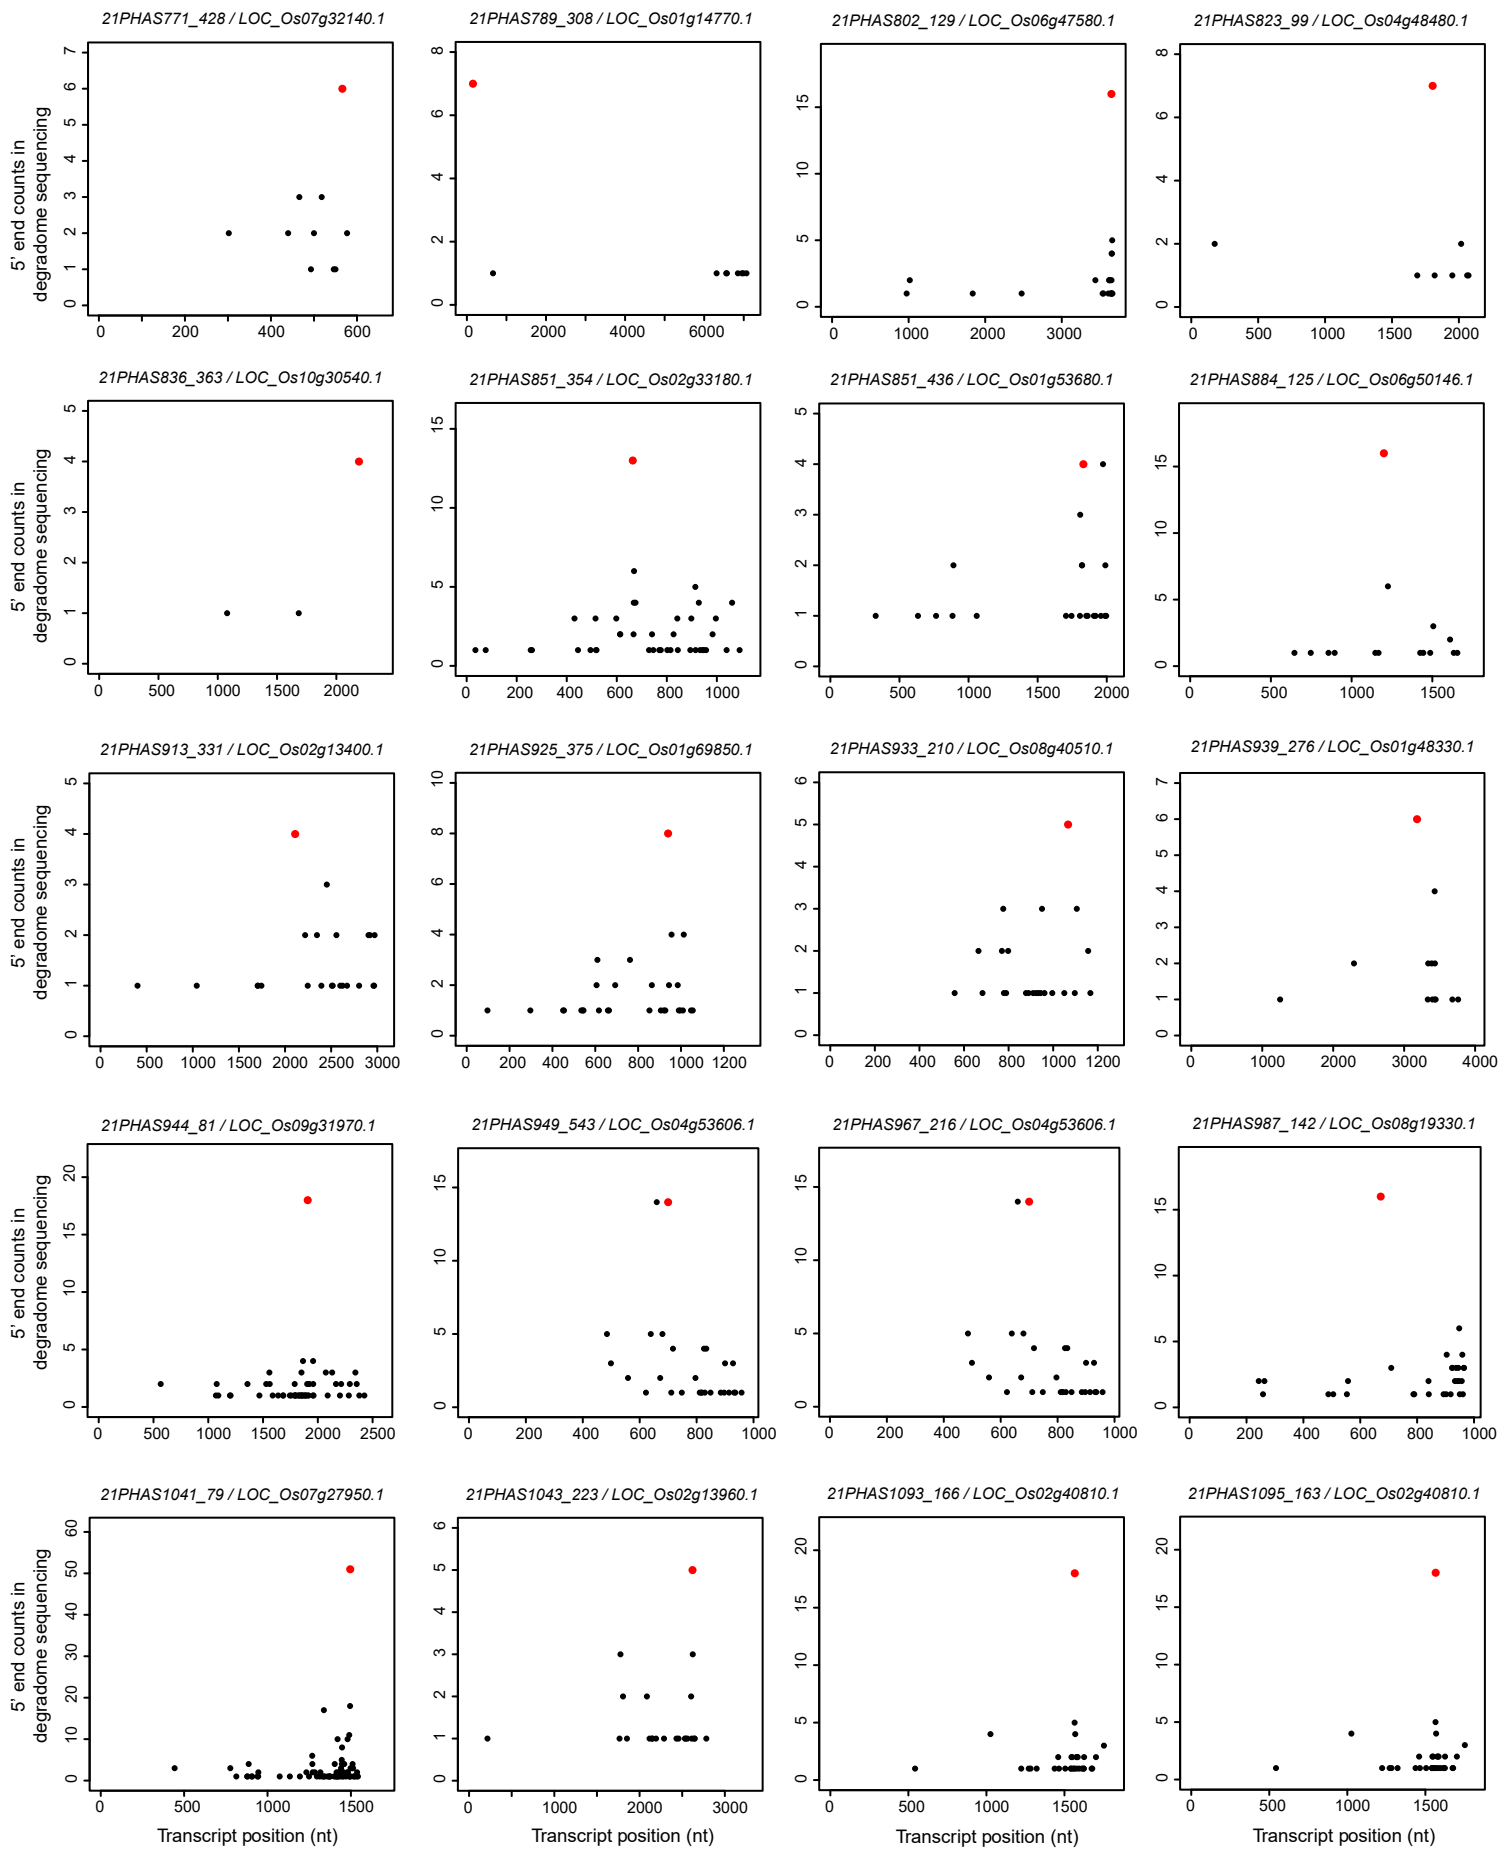 21PHAS771_428 / LOC_Os07g32140.1
21PHAS789_308 / LOC_Os01g14770.1
21PHAS802_129 / LOC_Os06g47580.1
21PHAS823_99 / LOC_Os04g48480.1
5' end counts in
degradome sequencing
0 1 2 3 4 5 6 7
0 200 400 600
0 2 4 6 8
0 2000 4000 6000
0 5 10 15
0 1000 2000 3000
0 2 4 6 8
0 500 1000 1500 2000
21PHAS836_363 / LOC_Os10g30540.1
21PHAS851_354 / LOC_Os02g33180.1
21PHAS851_436 / LOC_Os01g53680.1
21PHAS884_125 / LOC_Os06g50146.1
5' end counts in
degradome sequencing
0 1 2 3 4 5
0 500 1000 2000
0 5 10 15
0 200 400 600 800 1000
0 1 2 3 4 5
0 500 1000 1500 2000
0 5 10 15
0 500 1000 1500
21PHAS913_331 / LOC_Os02g13400.1
21PHAS925_375 / LOC_Os01g69850.1
21PHAS933_210 / LOC_Os08g40510.1
21PHAS939_276 / LOC_Os01g48330.1
5' end counts in
degradome sequencing
0 1 2 3 4 5
0 500 1000 2000 3000
0 2 4 6 8 10
0 200 400 600 800 1000 1200
0 1 2 3 4 5 6
0 200 400 600 800 1000 1200
0 1 2 3 4 5 6 7
0 1000 2000 3000 4000
21PHAS944_81 / LOC_Os09g31970.1
21PHAS949_543 / LOC_Os04g53606.1
21PHAS967_216 / LOC_Os04g53606.1
21PHAS987_142 / LOC_Os08g19330.1
5' end counts in
degradome sequencing
0 5 10 15 20
0 500 1000 1500 2000 2500
0 5 10 15
0 200 400 600 800 1000
0 5 10 15
0 200 400 600 800 1000
0 5 10 15
0 200 400 600 800 1000
21PHAS1041_79 / LOC_Os07g27950.1
21PHAS1043_223 / LOC_Os02g13960.1
21PHAS1093_166 / LOC_Os02g40810.1
21PHAS1095_163 / LOC_Os02g40810.1
5' end counts in
degradome sequencing
0 10 20 30 40 50 60
0 500 1000 1500
0 1 2 3 4 5 6
0 1000 2000 3000
0 5 10 15 20
0 500 1000 1500
0 5 10 15 20
0 500 1000 1500
Transcript position (nt)
Transcript position (nt)
Transcript position (nt)
Transcript position (nt)